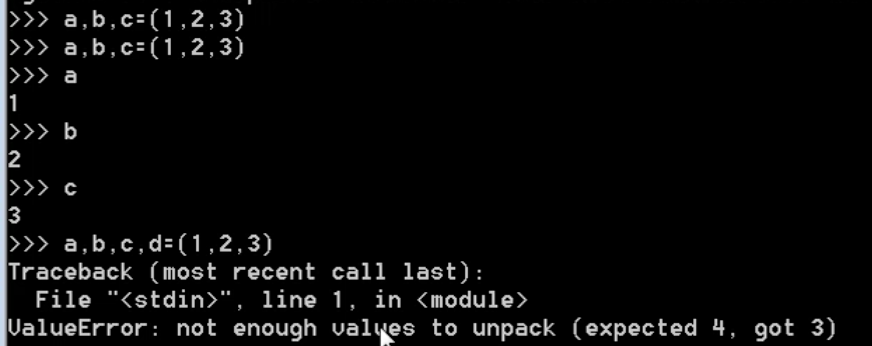 >>> a,b,c=(1,2,3)
>>> a,b,c=(1,2,3)
>>> a
1
>>> b
2
>>> c
3
>>> a,b,c,d=(1,2,3)
Traceback (most recent call last):
  File "<stdin>", line 1, in <module>
ValueError: not enough values to unpack (expected 4, got 3)